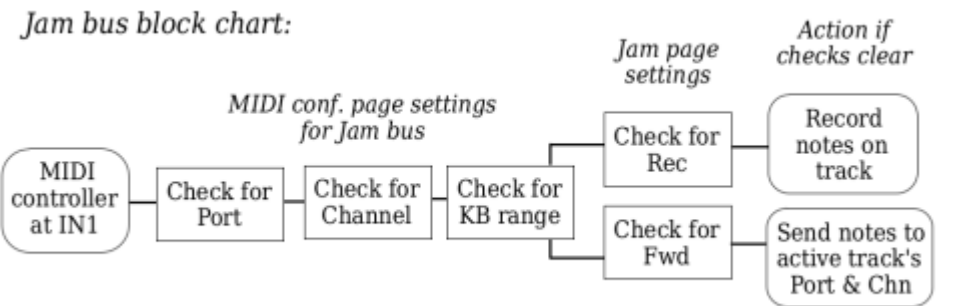 Jam bus block chart:
Jam page
settings
Action if
checks clear
MIDI conf. page settings
for Jam bus
MIDI
controller
at IN1
Check for
Port
Check for
Channel
Check for
KB range
Check for
Rec
Record
notes on
track
Check for
Fwd
Send notes to
active track's
Port & Chn